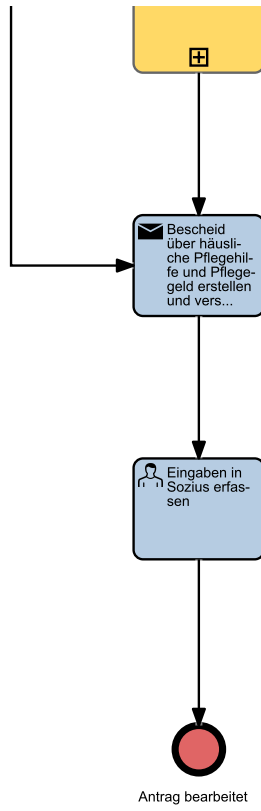 Bescheid
über häusli-
che Pflegehil-
fe und Pflege-
geld erstellen
und vers...
Eingaben in
Sozius erfas-
sen
Antrag bearbeitet